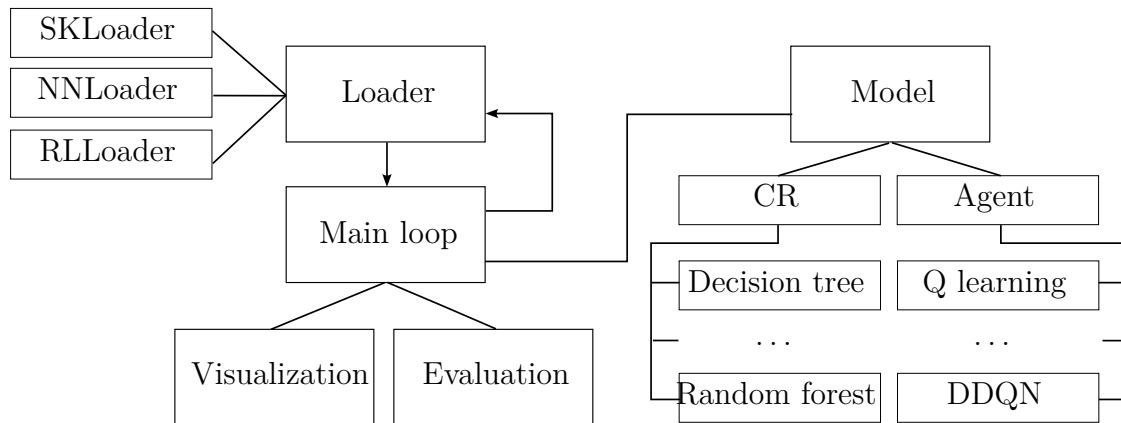 SKLoader
NNLoader
RLLoader
Loader
Main loop
Visualization
Evaluation
Model
CR
Agent
Decision tree
Q learning
. . .
. . .
Random forest
DDQN